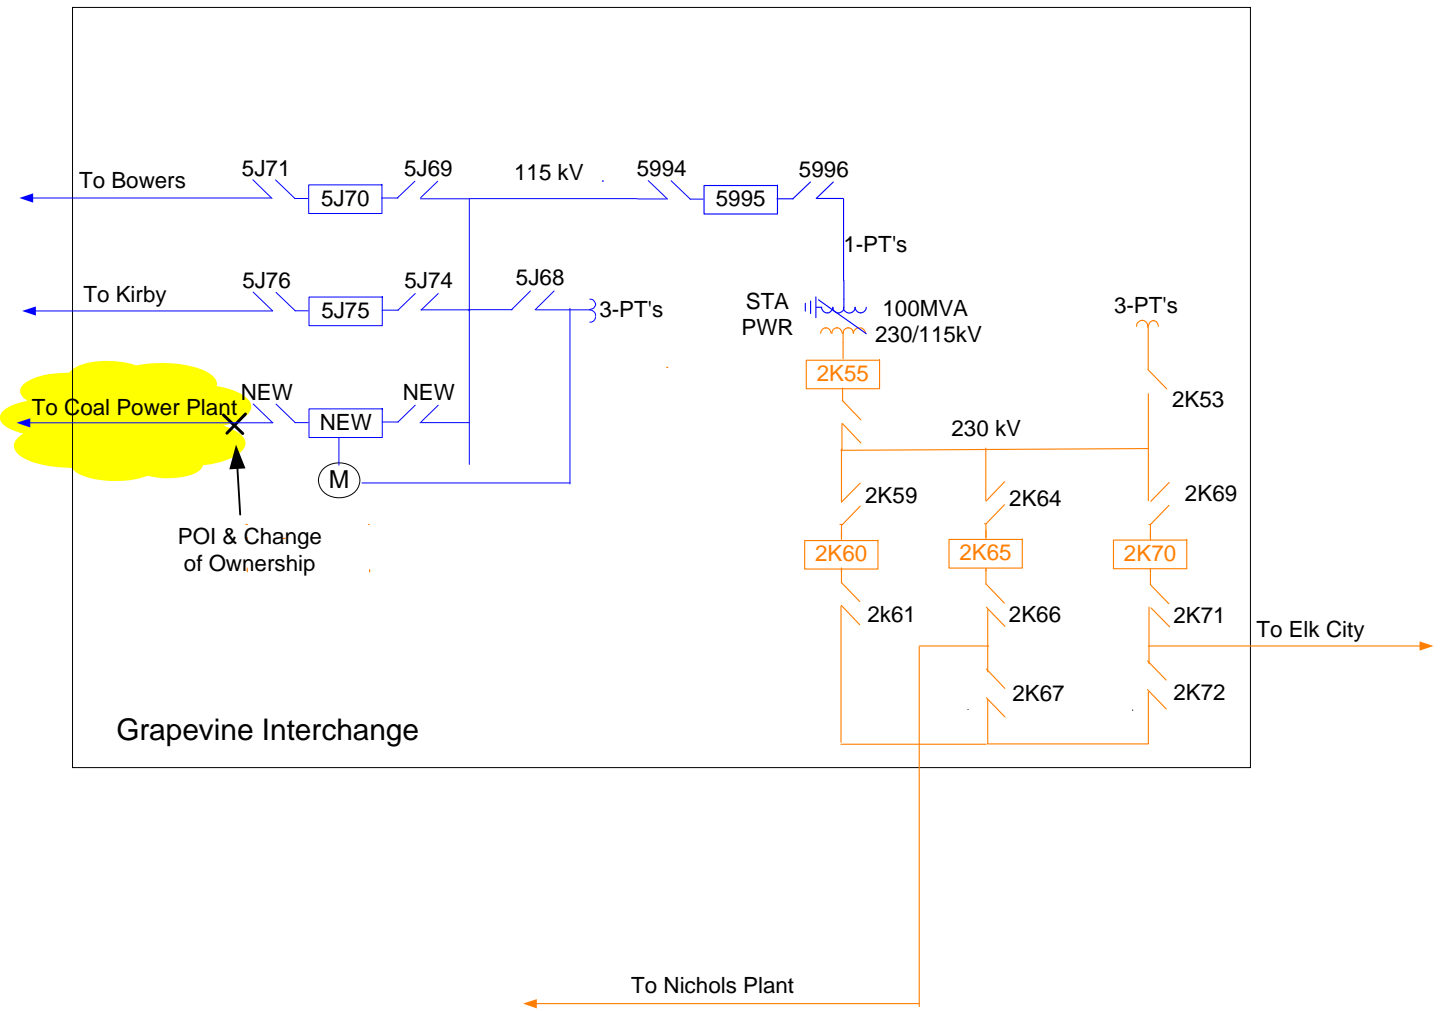 5J71
5J69
115 kV
5994
5996
To Bowers
5J70
5995
1-PT's
5J76
5J74
5J68
To Kirby
5J75
3-PT's
STA
PWR
100MVA
230/115kV
3-PT's
2K55
2K53
NEW
NEW
To Coal Power Plant
NEW
230 kV
M
2K59
2K64
2K69
POI & Change
of Ownership
2K60
2K65
2K70
2k61
2K66
2K71
To Elk City
2K67
2K72
Grapevine Interchange
To Nichols Plant